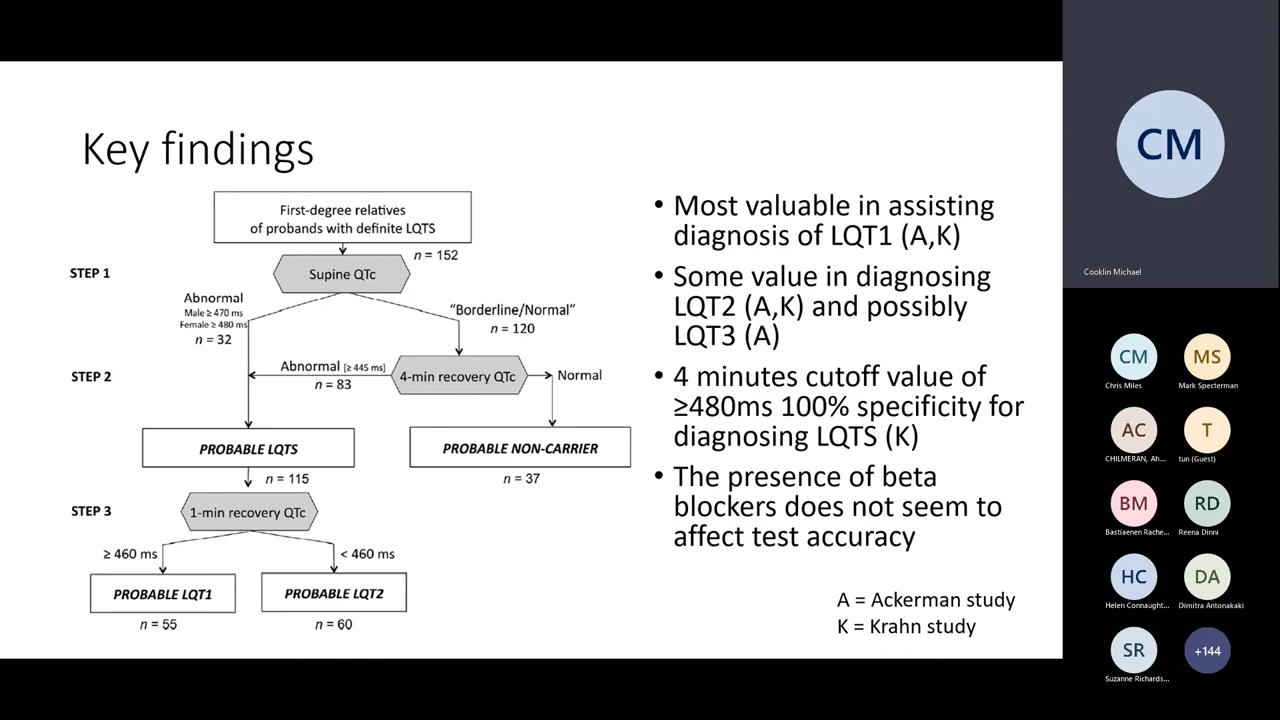 Key findings
First-degree relatives
of probands with definite LQTS
n = 152
STEP 1
Supine QTc
Abnormal
Male ≥ 470 ms
Female ≥ 480 ms
n = 32
“Borderline/Normal”
n = 120
STEP 2
Abnormal [≥ 445 ms]
n = 83
4-min recovery QTc
Normal
PROBABLE LQTS
PROBABLE NON-CARRIER
n = 115
n = 37
STEP 3
1-min recovery QTc
≥ 460 ms
< 460 ms
PROBABLE LQT1
PROBABLE LQT2
n = 55
n = 60
• Most valuable in assisting
diagnosis of LQT1 (A,K)
• Some value in diagnosing
LQT2 (A,K) and possibly
LQT3 (A)
• 4 minutes cutoff value of
≥480ms 100% specificity for
diagnosing LQTS (K)
• The presence of beta
blockers does not seem to
affect test accuracy
A = Ackerman study
K = Krahn study
CM
Cooklin Michael
CM
Chris Miles
MS
Mark Specterman
AC
CHILMERAN, Ah...
T
tun (Guest)
BM
Bastiaenen Rache...
RD
Reena Dinni
HC
Helen Connaught...
DA
Dimitra Antonakaki
SR
Suzanne Richards...
+144